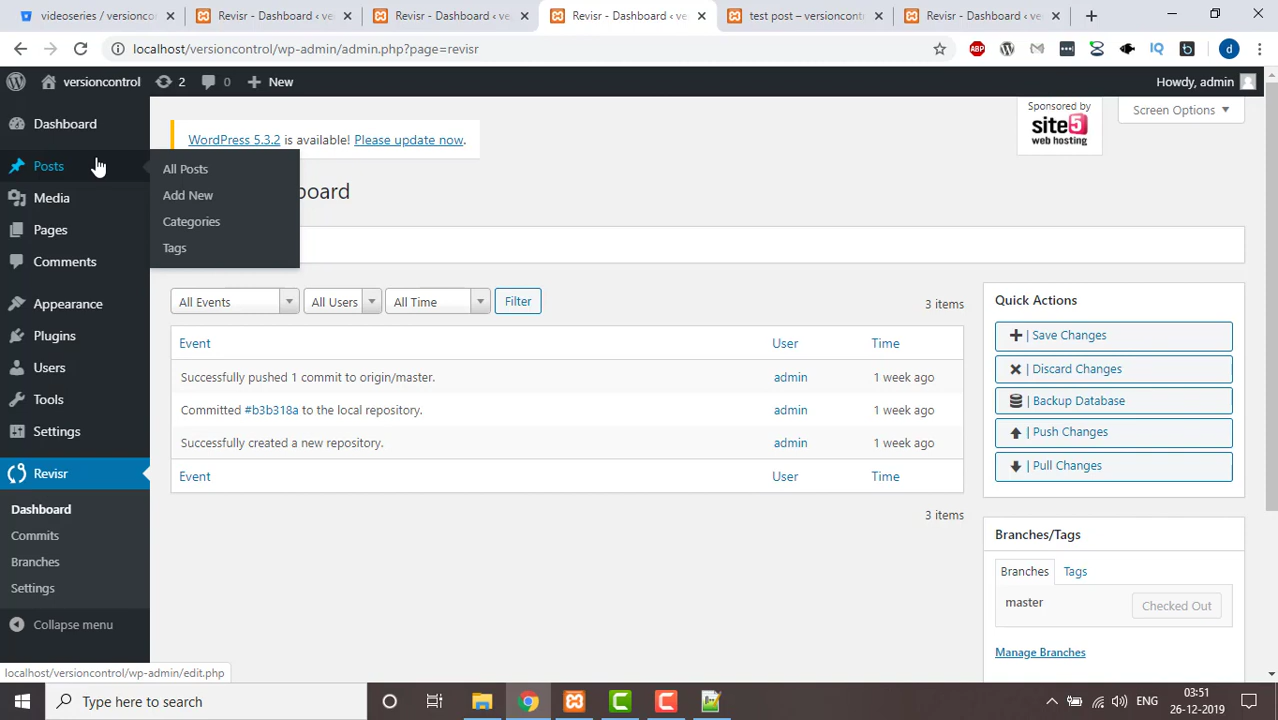 videoseries / versioncont
Revisr - Dashboard ‹ ve
Revisr - Dashboard ‹ ve
Revisr - Dashboard ‹ ve
test post – versioncontr
Revisr - Dashboard ‹ ve
localhost/versioncontrol/wp-admin/admin.php?page=revisr
ABP
IQ
d
versioncontrol
2
0
New
Howdy, admin
Dashboard
Posts
Media
Pages
Comments
Appearance
Plugins
Users
Tools
Settings
Revisr
Dashboard
Commits
Branches
Settings
Collapse menu
All Posts
Add New
Categories
Tags
WordPress 5.3.2 is available! Please update now.
Sponsored by
site5
web hosting
Screen Options
board
All Events
All Users
All Time
Filter
3 items
Event User Time
Successfully pushed 1 commit to origin/master. admin 1 week ago
Committed #b3b318a to the local repository. admin 1 week ago
Successfully created a new repository. admin 1 week ago
Event User Time
3 items
Quick Actions
| Save Changes
| Discard Changes
| Backup Database
| Push Changes
| Pull Changes
Branches/Tags
Branches Tags
master Checked Out
Manage Branches
localhost/versioncontrol/wp-admin/edit.php
Type here to search
ENG
03:51
26-12-2019